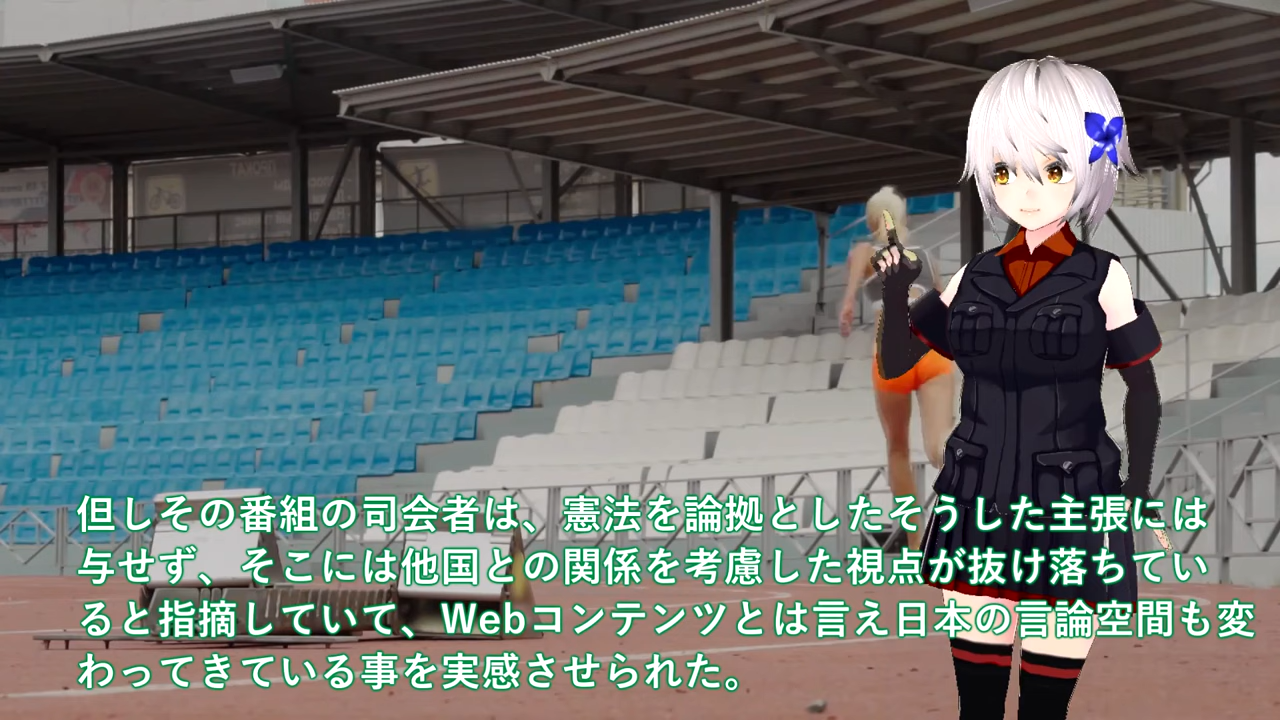 但しその番組の司会者は、憲法を論拠としたそうした主張には
与せず、そこには他国との関係を考慮した視点が抜け落ちてい
ると指摘していて、Webコンテンツとは言え日本の言論空間も変
わってきている事を実感させられた。